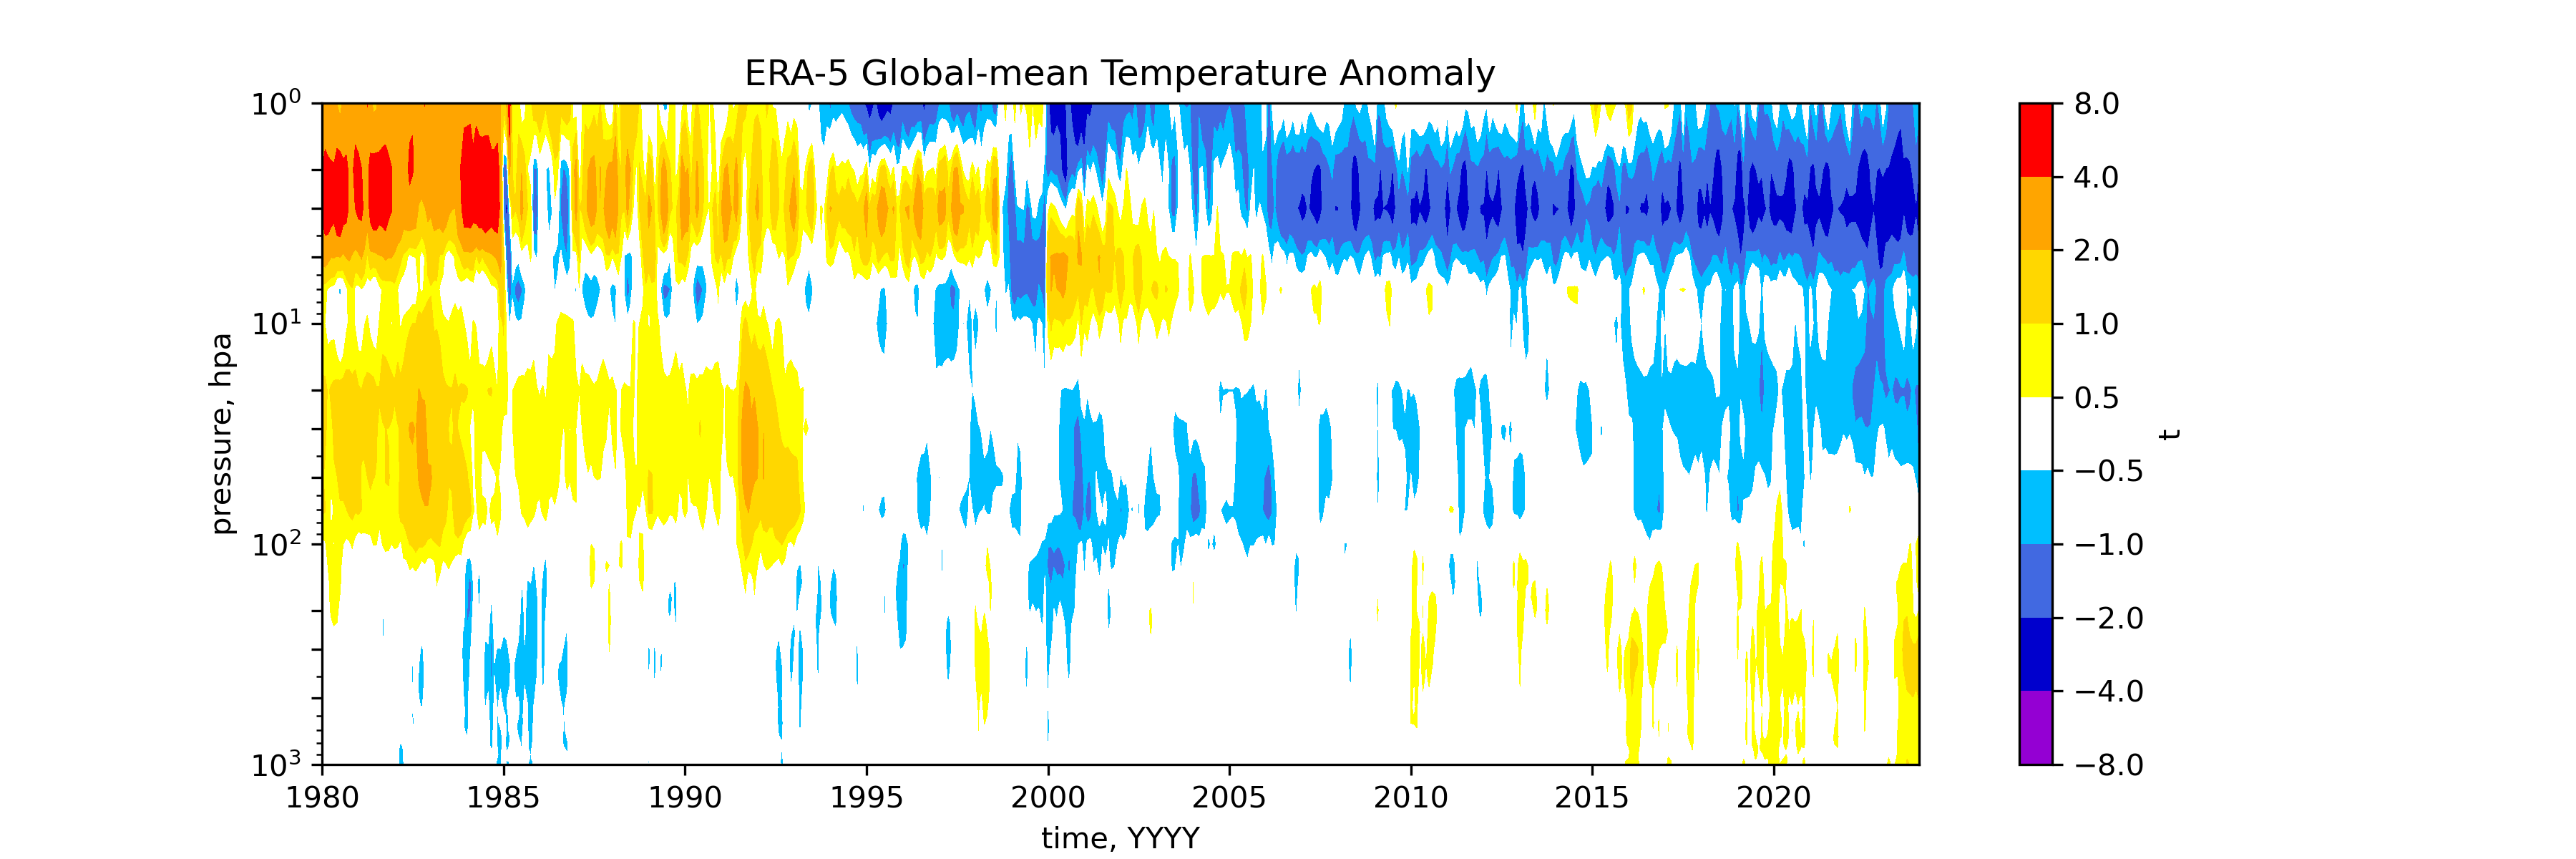 ERA-5 Global-mean Temperature Anomaly
10⁰
10¹
10²
10³
pressure, hpa
1980 1985 1990 1995 2000 2005 2010 2015 2020
time, YYYY
8.0
4.0
2.0
1.0
0.5
−0.5
−1.0
−2.0
−4.0
−8.0
t